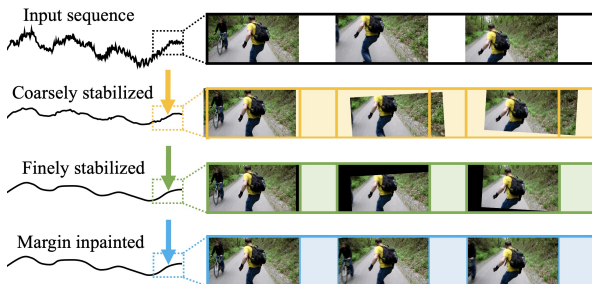 Input sequence
Coarsely stabilized
Finely stabilized
Margin inpainted